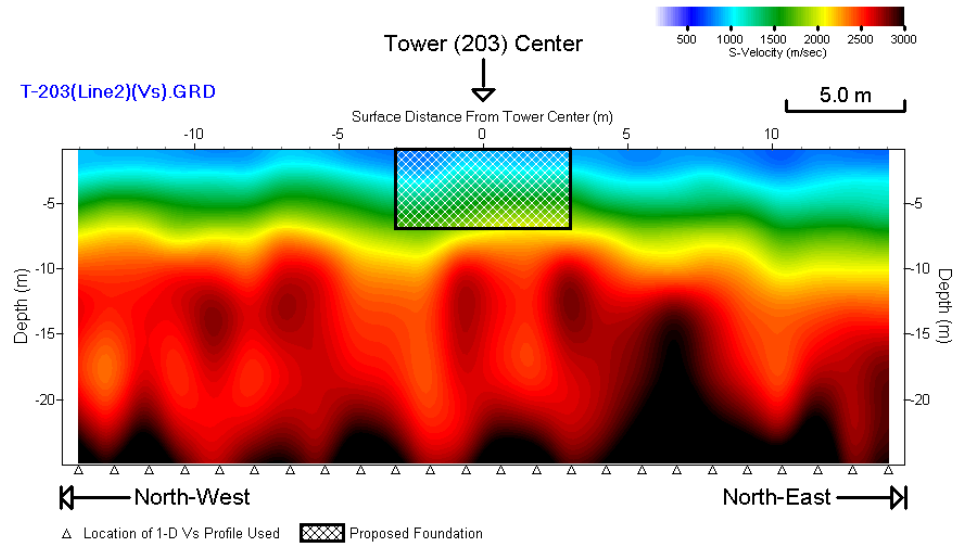 500 1000 1500 2000 2500 3000
S-Velocity (m/sec)
Tower (203) Center
T-203(Line2)(Vs).GRD
5.0 m
Surface Distance From Tower Center (m)
-10 -5 0 5 10
-5 -5
-10 -10
-15 -15
-20 -20
Depth (m)
Depth (m)
North-West
North-East
Location of 1-D Vs Profile Used
Proposed Foundation